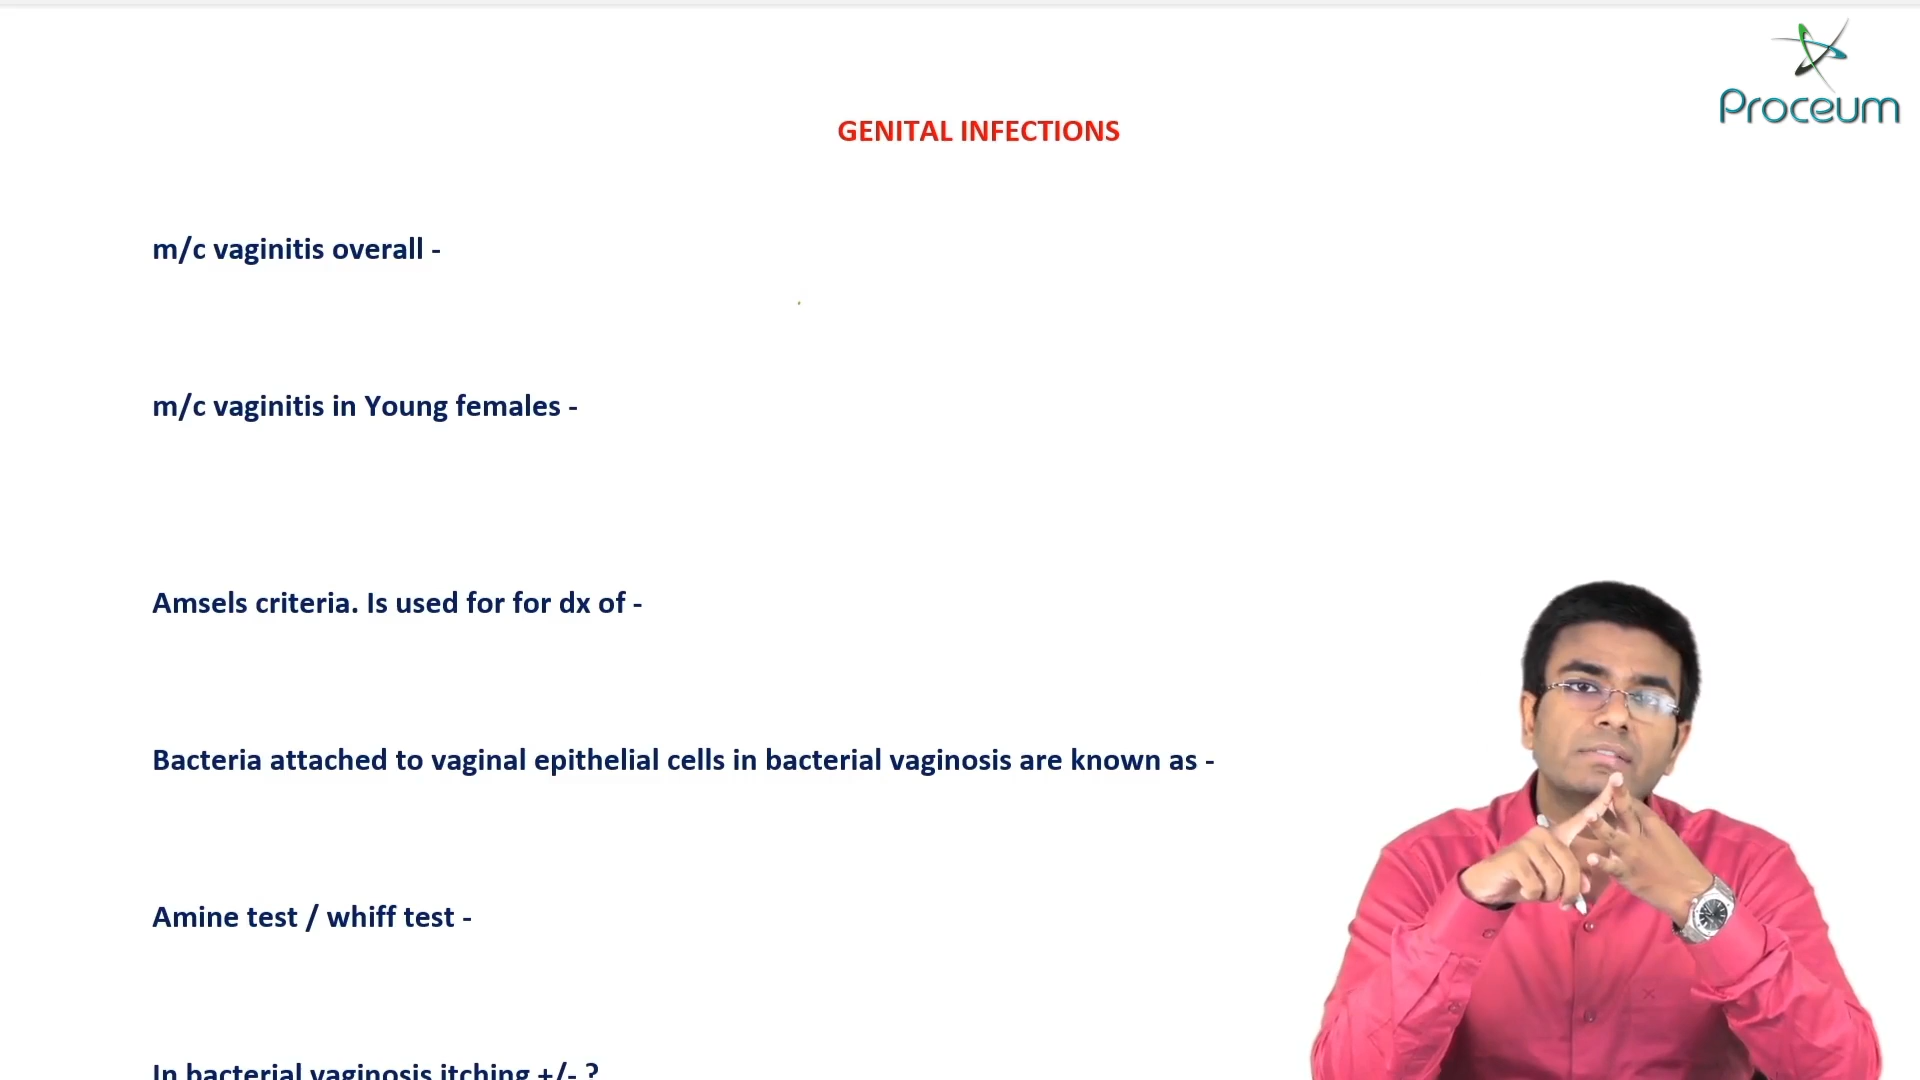 Proceum
GENITAL INFECTIONS
m/c vaginitis overall -
m/c vaginitis in Young females -
Amsels criteria. Is used for for dx of -
Bacteria attached to vaginal epithelial cells in bacterial vaginosis are known as -
Amine test / whiff test -
In bacterial vaginosis itching +/- ?